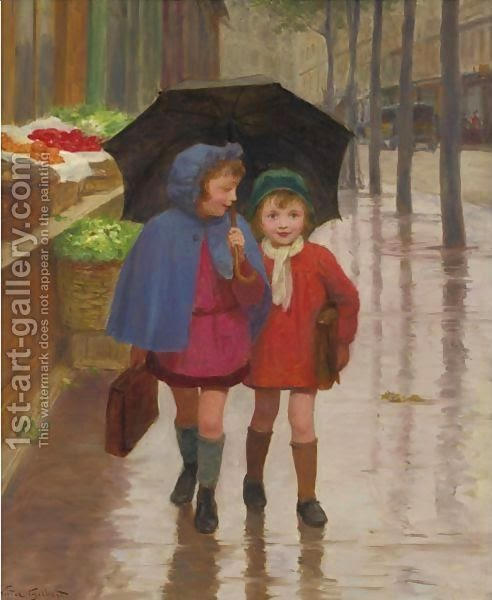 1st-art-gallery.com
This watermark does not appear on the painting